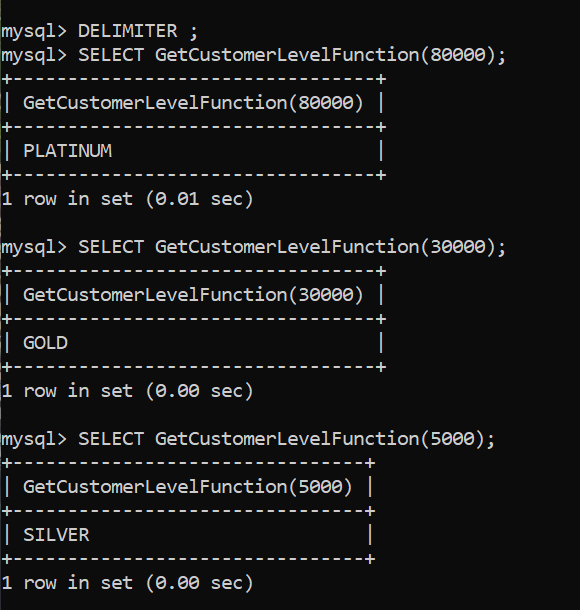 mysql> DELIMITER ;
mysql> SELECT GetCustomerLevelFunction(80000);
+---------------------------------+
| GetCustomerLevelFunction(80000) |
+---------------------------------+
| PLATINUM                        |
+---------------------------------+
1 row in set (0.01 sec)

mysql> SELECT GetCustomerLevelFunction(30000);
+---------------------------------+
| GetCustomerLevelFunction(30000) |
+---------------------------------+
| GOLD                            |
+---------------------------------+
1 row in set (0.00 sec)

mysql> SELECT GetCustomerLevelFunction(5000);
+--------------------------------+
| GetCustomerLevelFunction(5000) |
+--------------------------------+
| SILVER                         |
+--------------------------------+
1 row in set (0.00 sec)